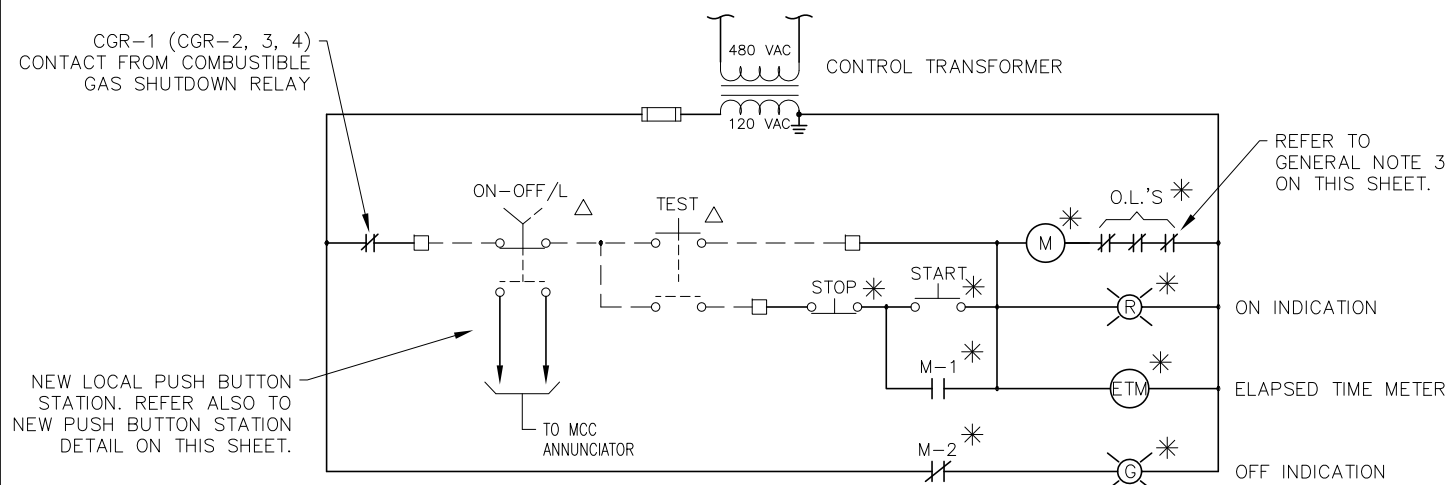 CGR-1 (CGR-2, 3, 4)
CONTACT FROM COMBUSTIBLE
GAS SHUTDOWN RELAY
480 VAC
CONTROL TRANSFORMER
120 VAC
REFER TO
GENERAL NOTE 3
ON THIS SHEET.
ON-OFF/L
TEST
O.L.'S
M
STOP
START
R
ON INDICATION
M-1
ETM
ELAPSED TIME METER
NEW LOCAL PUSH BUTTON
STATION. REFER ALSO TO
NEW PUSH BUTTON STATION
DETAIL ON THIS SHEET.
TO MCC
ANNUNCIATOR
M-2
G
OFF INDICATION